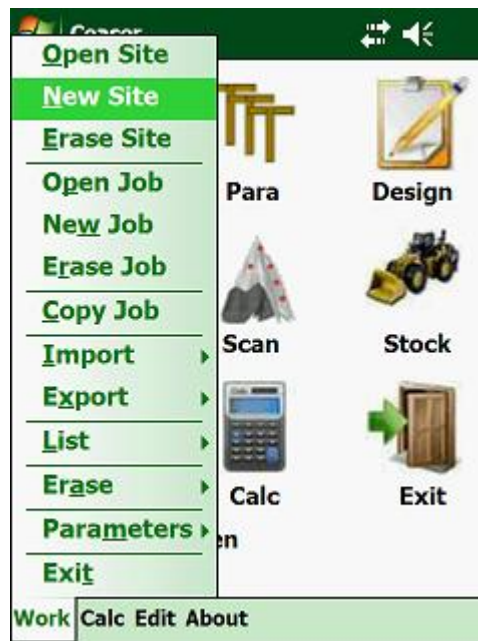 Open Site
New Site
Erase Site
Open Job
New Job
Erase Job
Copy Job
Import
Export
List
Erase
Parameters
Exit
Para
Design
Scan
Stock
Calc
Exit
Work Calc Edit About